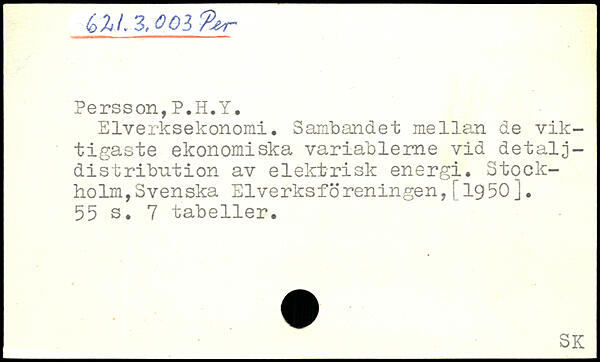 621.3.003 Per
Persson,P.H.Y.
Elverksekonomi. Sambandet mellan de vik-
tigaste ekonomiska variablerne vid detalj-
distribution av elektrisk energi. Stock-
holm,Svenska Elverksföreningen,[1950].
55 s. 7 tabeller.
SK